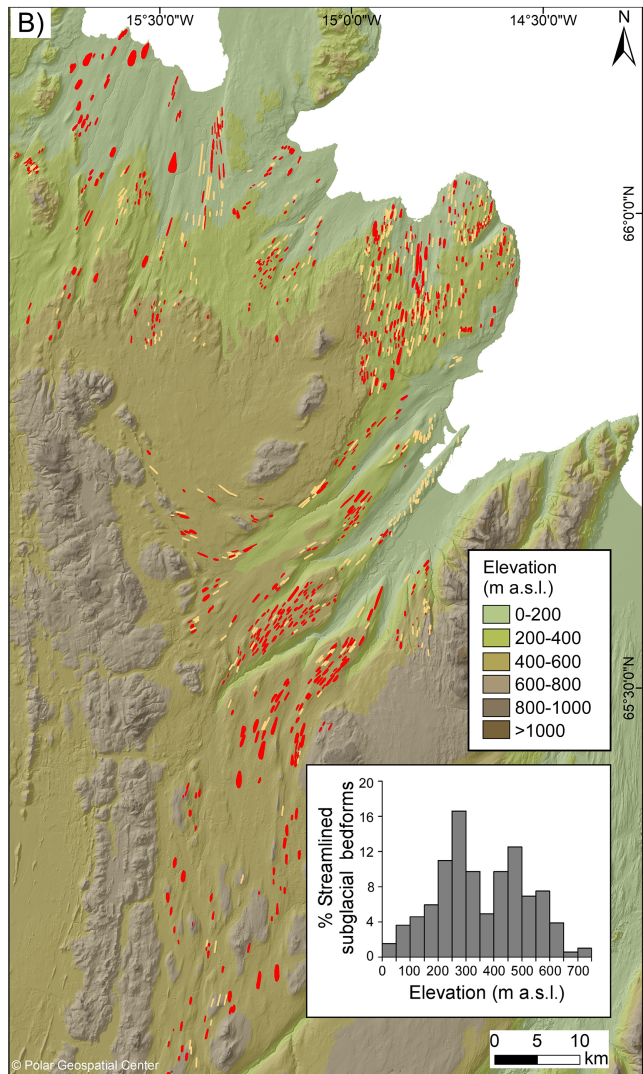 B)
15°30'0"W 15°0'0"W 14°30'0"W
N
66°0'0"N
65°30'0"N
Elevation
(m a.s.l.)
0-200
200-400
400-600
600-800
800-1000
>1000
% Streamlined
subglacial bedforms
20
16
12
8
4
0
0 100 200 300 400 500 600 700
Elevation (m a.s.l.)
0 5 10
km
© Polar Geospatial Center